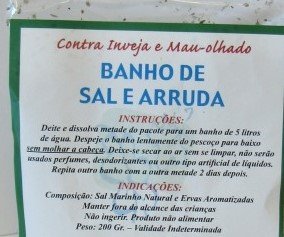 Contra Inveja e Mau-olhado
BANHO DE
SAL E ARRUDA
INSTRUÇÕES:
Deite e dissolva metade do pacote para um banho de 5 litros
de água. Despeje o banho lentamente do pescoço para baixo
sem molhar a cabeça. Deixe-se secar ao ar sem se limpar, não serão
usados perfumes, desodorizantes ou outro tipo artificial de líquidos.
Repita outro banho com a outra metade 2 dias depois.
INDICAÇÕES:
Composição: Sal Marinho Natural e Ervas Aromatizadas
Manter fora do alcance das crianças
Não ingerir. Produto não alimentar
Peso: 200 Gr. – Validade Indeterminada